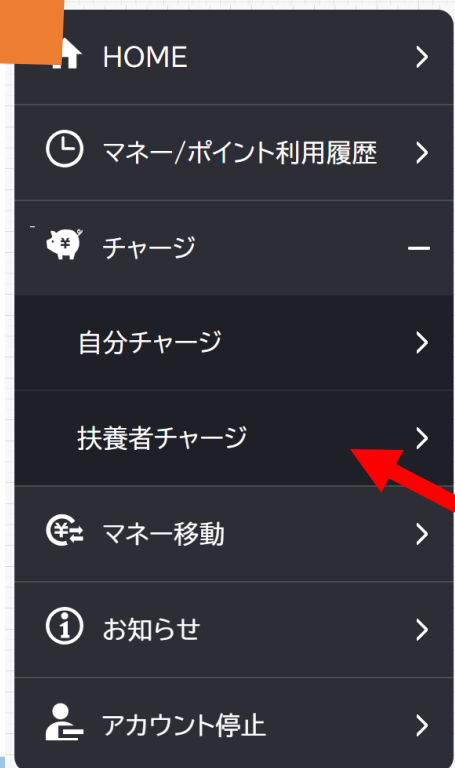 HOME
マネー/ポイント利用履歴
チャージ
自分チャージ
扶養者チャージ
マネー移動
お知らせ
アカウント停止